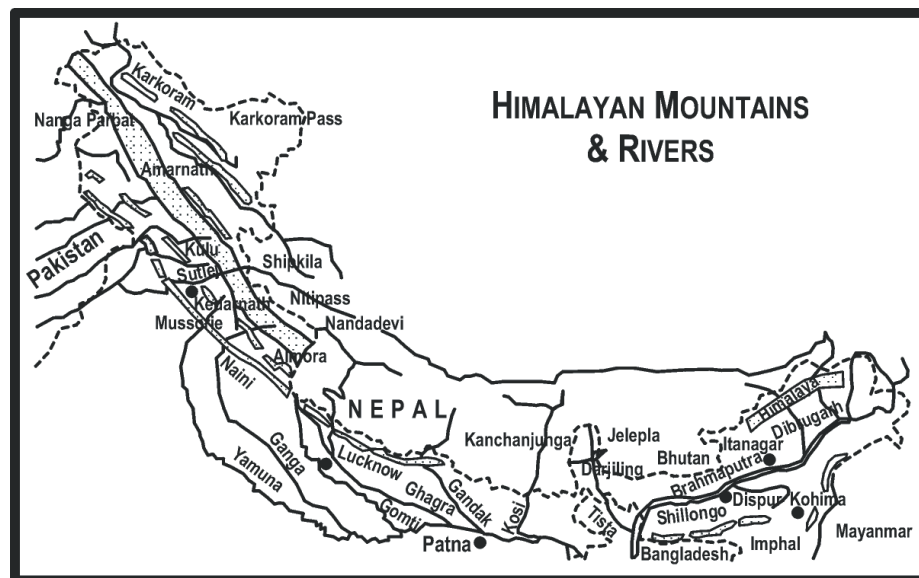 HIMALAYAN MOUNTAINS
& RIVERS
Karkoram
Nanga Parbat
Karkoram Pass
Amarnath
Pakistan
Kulu
Shipkila
Sutlej
Kedarnath
Nitipass
Mussorie
Nandadevi
Almora
Naini
NEPAL
Himalaya
Dibrugarh
Kanchanjunga
Jelepla
Itanagar
Bhutan
Ganga
Lucknow
Darjiling
Brahmaputra
Yamuna
Ghagra
Gandak
Dispur
Kohima
Gomti
Kosi
Tista
Shillongo
Mayanmar
Patna
Bangladesh
Imphal